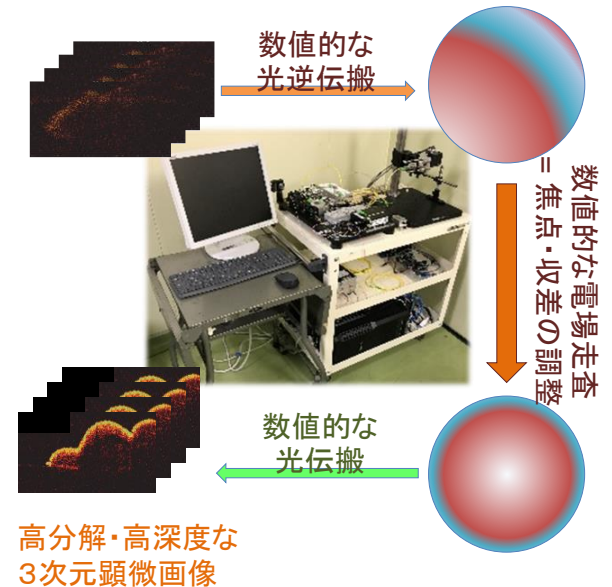 数値的な
光逆伝搬
数値的な電場走査
= 焦点・収差の調整
数値的な
光伝搬
高分解・高深度な
3次元顕微画像